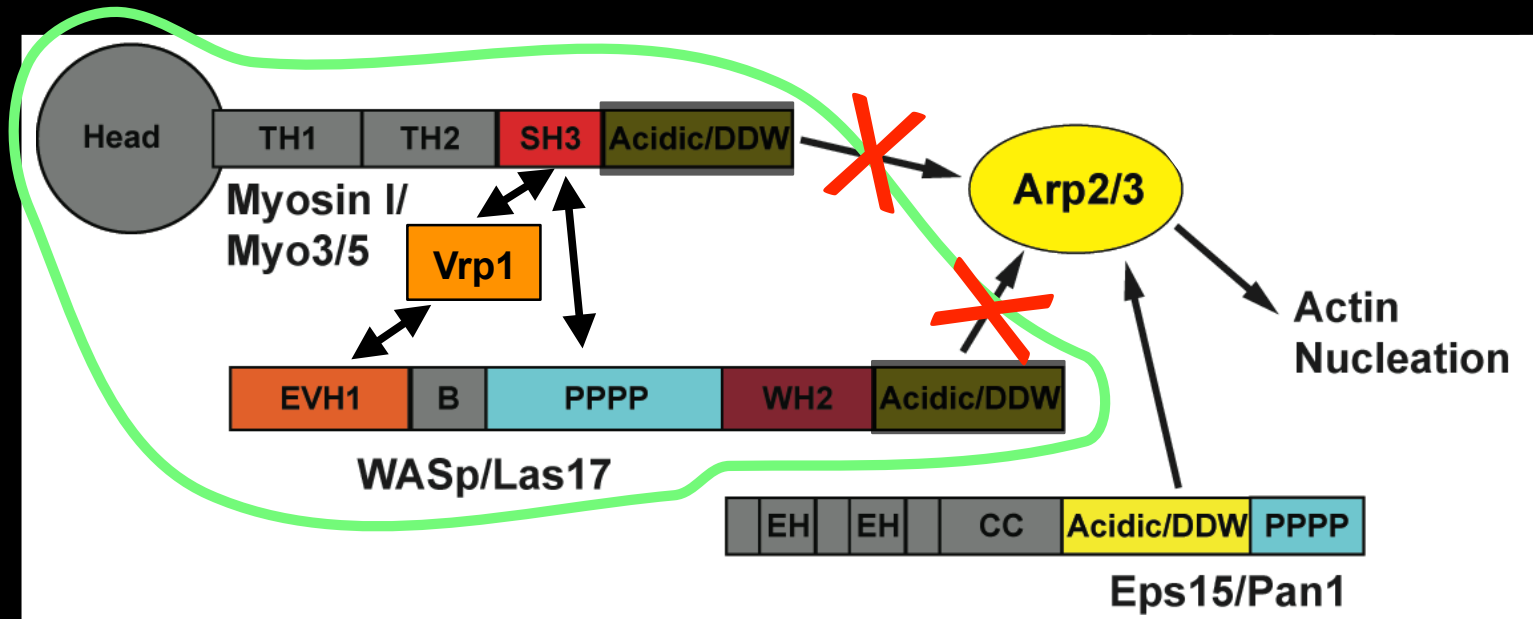 Head
TH1
TH2
SH3
Acidic/DDW
Myosin I/
Myo3/5
Vrp1
Arp2/3
Actin
Nucleation
EVH1
B
PPPP
WH2
Acidic/DDW
WASp/Las17
EH
EH
CC
Acidic/DDW
PPPP
Eps15/Pan1